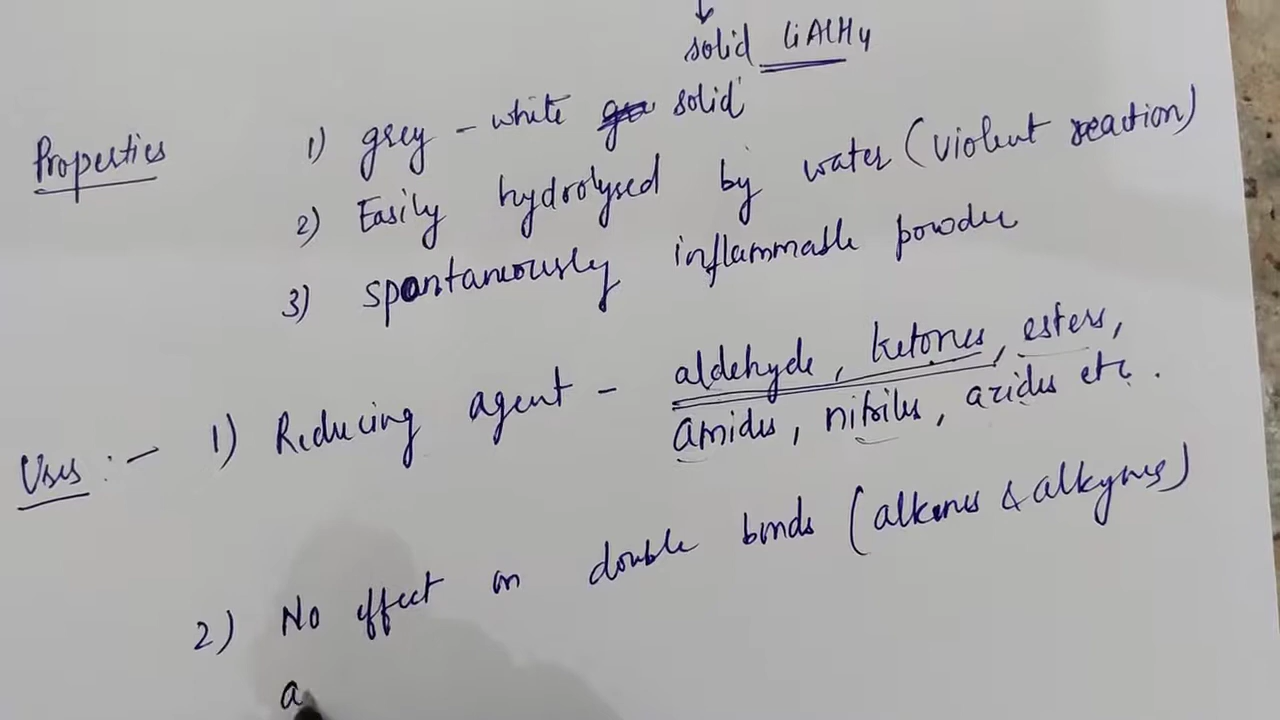 solid LiAlH4
Properties 1) grey - white solid
2) Easily hydrolysed by water (violent reaction)
3) spontaneously inflammable powder
Uses :- 1) Reducing agent - aldehyde, ketones, esters,
amides, nitriles, azides etc.
2) No effect on double bonds (alkenes & alkynes)
a